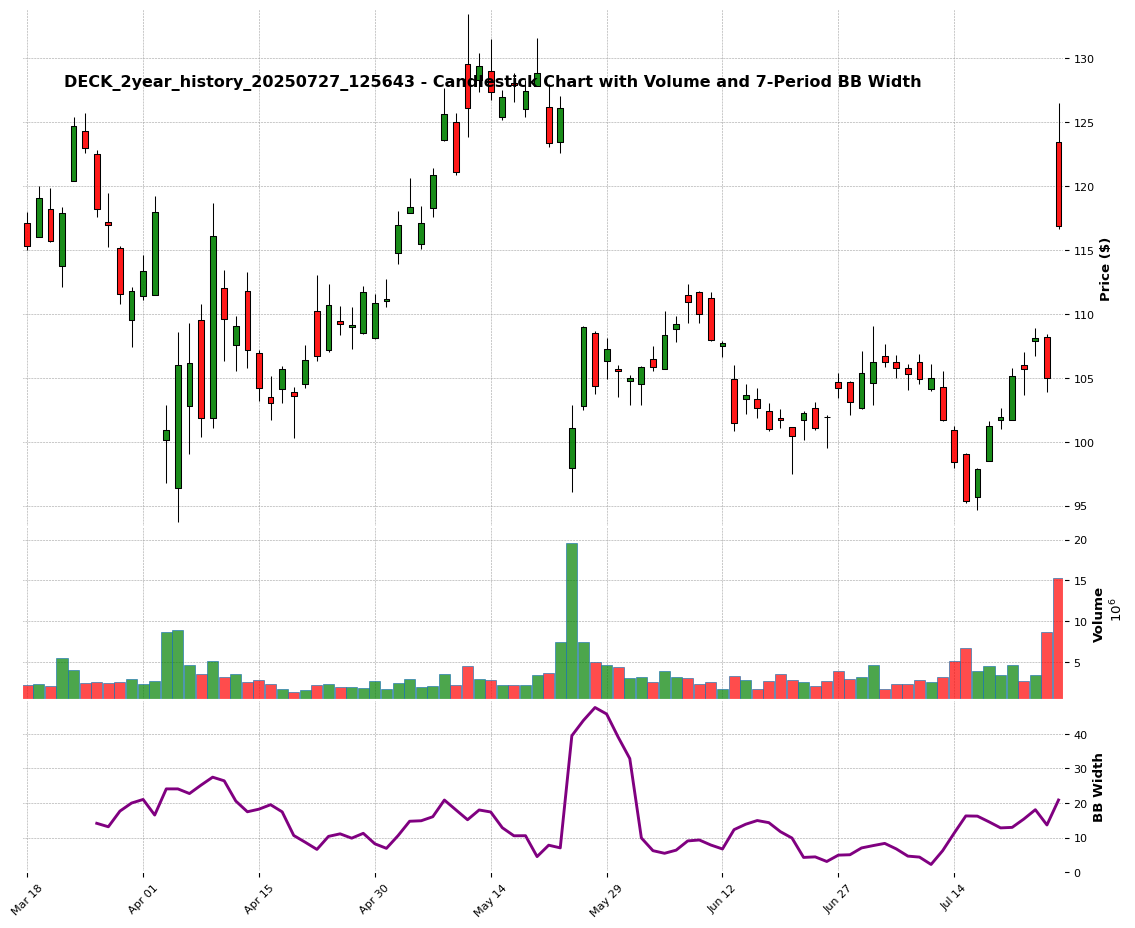 DECK_2year_history_20250727_125643 - Candlestick Chart with Volume and 7-Period BB Width
130
125
120
115
110
105
100
95
Price ($)
20
15
10
5
Volume
10^6
40
30
20
10
0
BB Width
Mar 18
Apr 01
Apr 15
Apr 30
May 14
May 29
Jun 12
Jun 27
Jul 14